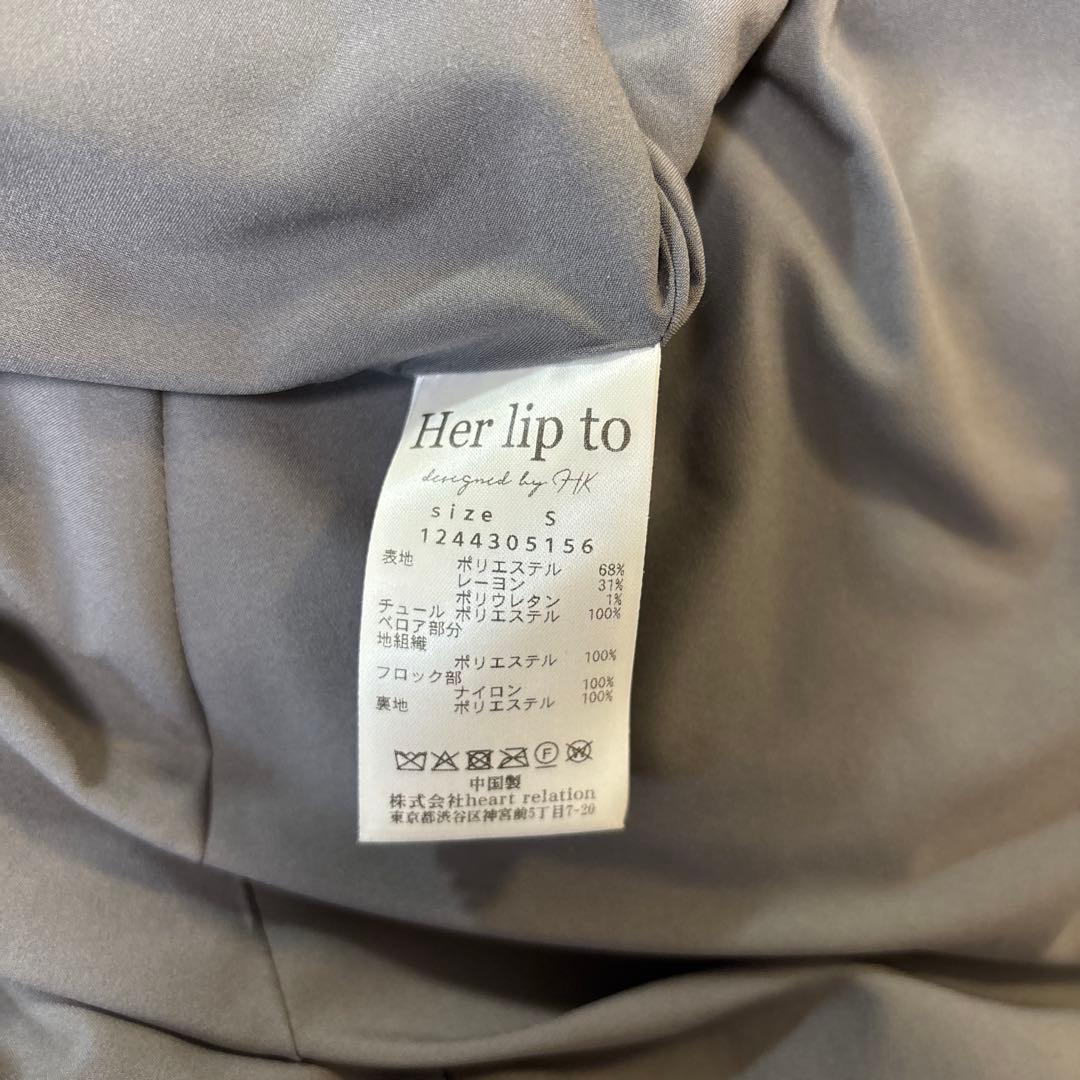 Her lip to
designed by HK
size S
1244305156
表地 ポリエステル 68%
レーヨン 31%
ポリウレタン 1%
チュール ポリエステル 100%
ベロア部分
地組織
ポリエステル 100%
フロック部
ナイロン 100%
裏地 ポリエステル 100%
F W
中国製
株式会社heart relation
東京都渋谷区神宮前5丁目7-20